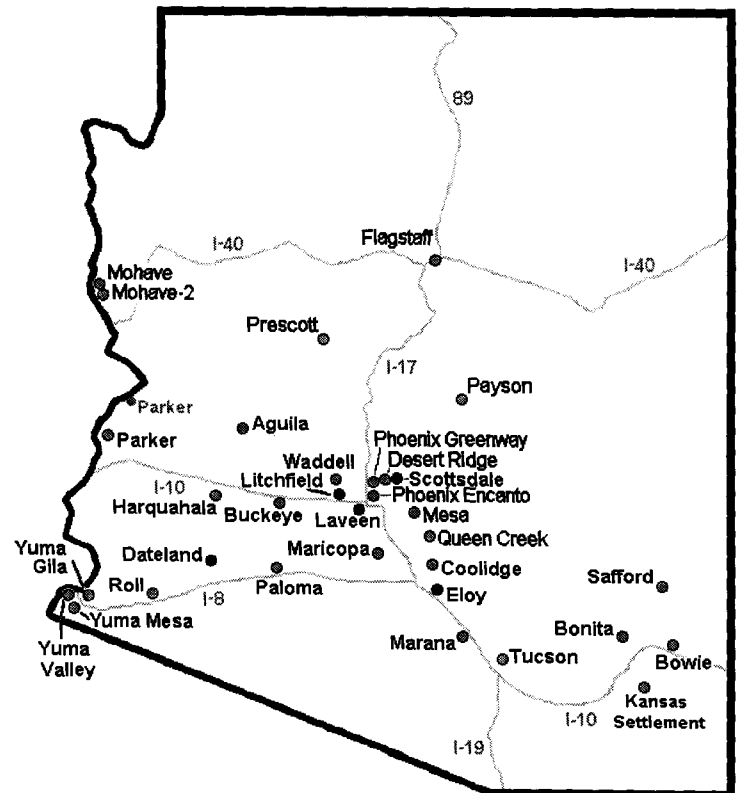 89
Flagstaff
I-40
I-40
Mohave
Mohave-2
Prescott
I-17
Payson
Parker
Aguila
Parker
Phoenix Greenway
Desert Ridge
Waddell
Scottsdale
Litchfield
I-10
Phoenix Encanto
Harquahala
Buckeye
Laveen
Mesa
Queen Creek
Yuma
Gila
Dateland
Maricopa
Coolidge
Safford
Roll
Paloma
I-8
Eloy
Yuma Mesa
Yuma
Valley
Marana
Bonita
Tucson
Bowie
Kansas
Settlement
I-10
I-19